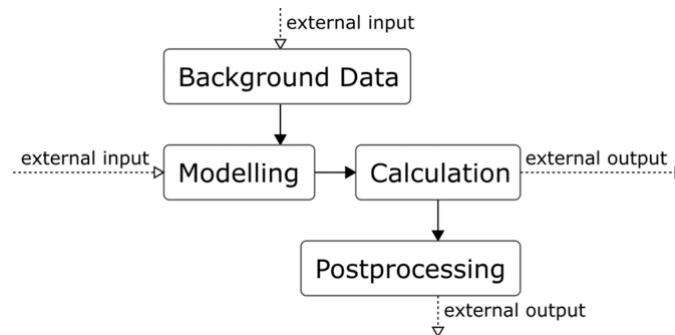 external input
Background Data
external input
Modelling
Calculation
external output
Postprocessing
external output